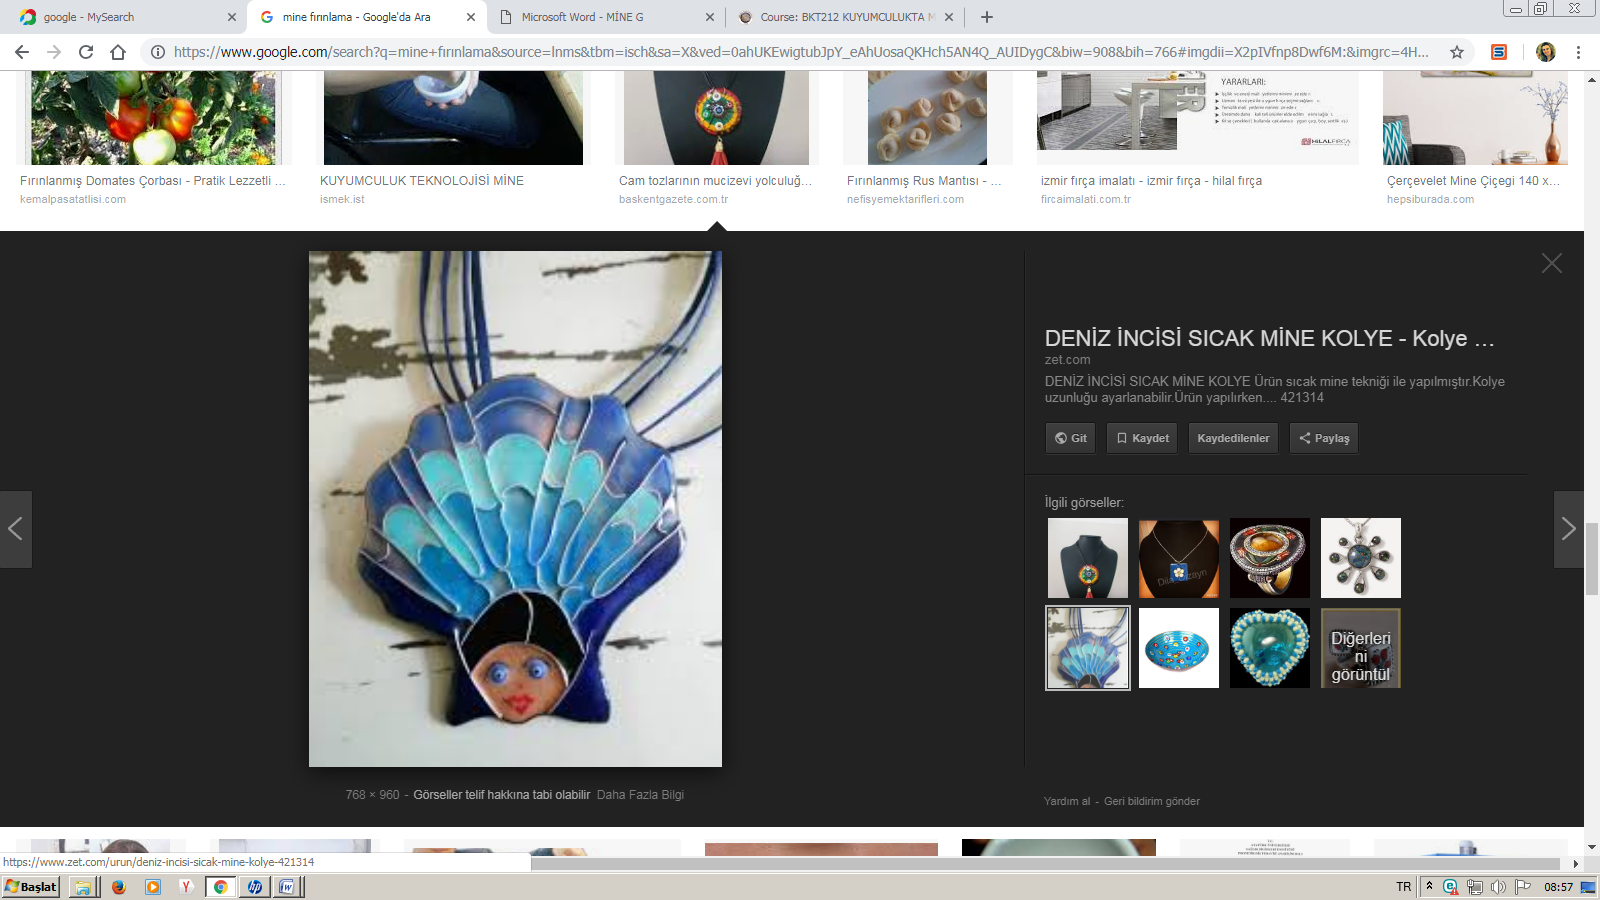 google - MySearch
mine fırınlama - Google'da Ara
Microsoft Word - MİNE G
Course: BKT212 KUYUMCULUKTA M
https://www.google.com/search?q=mine+fırınlama&source=lnms&tbm=isch&sa=X&ved=0ahUKEwigtubJpY_eAhUosaQKHch5AN4Q_AUIDygC&biw=908&bih=766#imgdii=X2pIVfnp8Dwf6M:&imgrc=4H...
YARARLARI:
HİLALFIRÇA
Fırınlanmış Domates Çorbası - Pratik Lezzetli ...
KUYUMCULUK TEKNOLOJİSİ MİNE
Cam tozlarının mucizevi yolculuğ...
Fırınlanmış Rus Mantısı - ...
izmir fırça imalatı - izmir fırça - hilal fırça
Çerçevelet Mine Çiçeği 140 x...
kemalpasatatlisi.com
ismek.ist
baskentgazete.com.tr
nefisyemektarifleri.com
fircaimalati.com.tr
hepsiburada.com
DENİZ İNCİSİ SICAK MİNE KOLYE - Kolye ...
zet.com
DENİZ İNCİSİ SICAK MİNE KOLYE Ürün sıcak mine tekniği ile yapılmıştır.Kolye
uzunluğu ayarlanabilir.Ürün yapılırken.... 421314
Git
Kaydet
Kaydedilenler
Paylaş
İlgili görseller:
Diğerleri
ni
görüntül
768 × 960 - Görseller telif hakkına tabi olabilir Daha Fazla Bilgi
Yardım al - Geri bildirim gönder
https://www.zet.com/urun/deniz-incisi-sicak-mine-kolye-421314
Başlat
TR
08:57